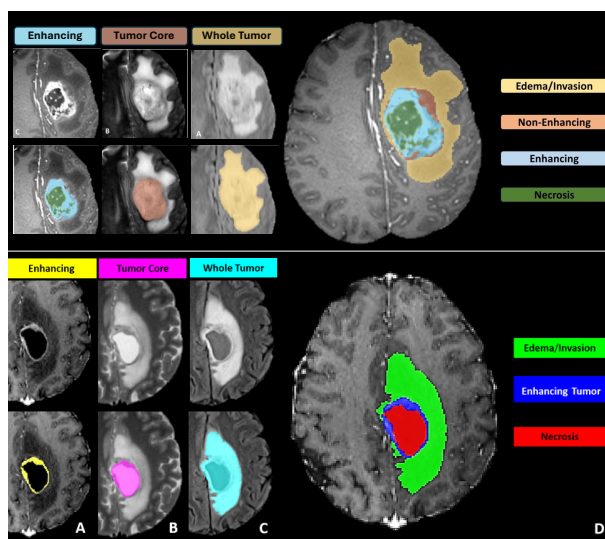 Enhancing
Tumor Core
Whole Tumor
C
B
A
Edema/Invasion
Non-Enhancing
Enhancing
Necrosis
Enhancing
Tumor Core
Whole Tumor
Edema/Invasion
Enhancing Tumor
Necrosis
A
B
C
D